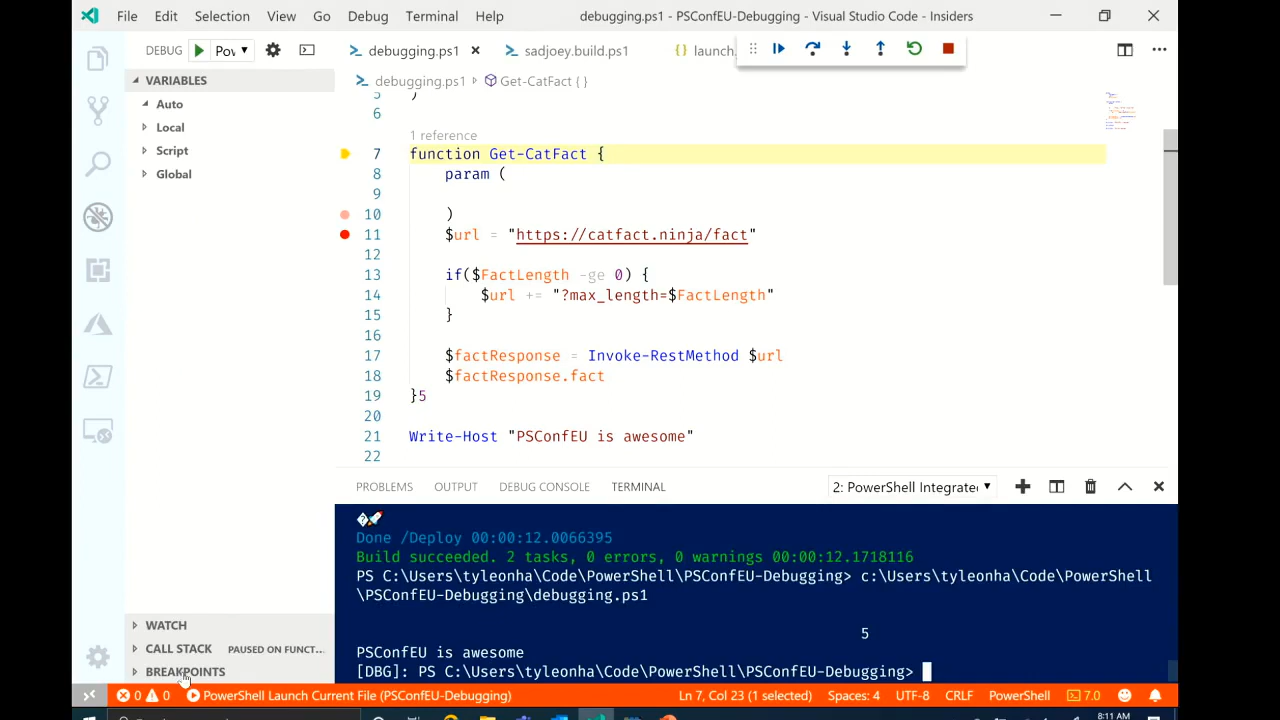 File Edit Selection View Go Debug Terminal Help debugging.ps1 - PSConfEU-Debugging - Visual Studio Code - Insiders
DEBUG debugging.ps1 sadjoey.build.ps1 {} launch.
VARIABLES
debugging.ps1 Get-CatFact { }
Auto
Local
Script
Global
6
reference
7 function Get-CatFact {
8 param (
9
10 )
11 $url = "https://catfact.ninja/fact"
12
13 if($FactLength -ge 0) {
14 $url += "?max_length=$FactLength"
15 }
16
17 $factResponse = Invoke-RestMethod $url
18 $factResponse.fact
19 }5
20
21 Write-Host "PSConfEU is awesome"
22
PROBLEMS OUTPUT DEBUG CONSOLE TERMINAL 2: PowerShell Integrate
Done /Deploy 00:00:12.0066395
Build succeeded. 2 tasks, 0 errors, 0 warnings 00:00:12.1718116
PS C:\Users\tyleonha\Code\PowerShell\PSConfEU-Debugging> c:\Users\tyleonha\Code\PowerShell
\PSConfEU-Debugging\debugging.ps1
5
PSConfEU is awesome
[DBG]: PS C:\Users\tyleonha\Code\PowerShell\PSConfEU-Debugging>
WATCH
CALL STACK PAUSED ON FUNCT...
BREAKPOINTS
0 0 PowerShell Launch Current File (PSConfEU-Debugging) Ln 7, Col 23 (1 selected) Spaces: 4 UTF-8 CRLF PowerShell 7.0
8:11 AM